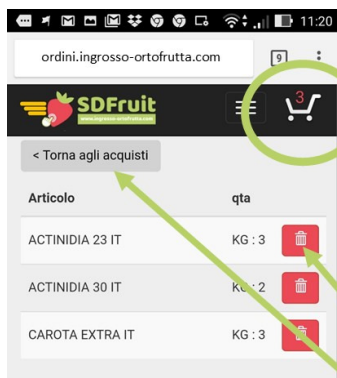 11:20
ordini.ingrosso-ortofrutta.com
9
SDFruit
www.ingrosso-ortofrutta.com
3
< Torna agli acquisti
Articolo qta
ACTINIDIA 23 IT KG : 3
ACTINIDIA 30 IT KG : 2
CAROTA EXTRA IT KG : 3